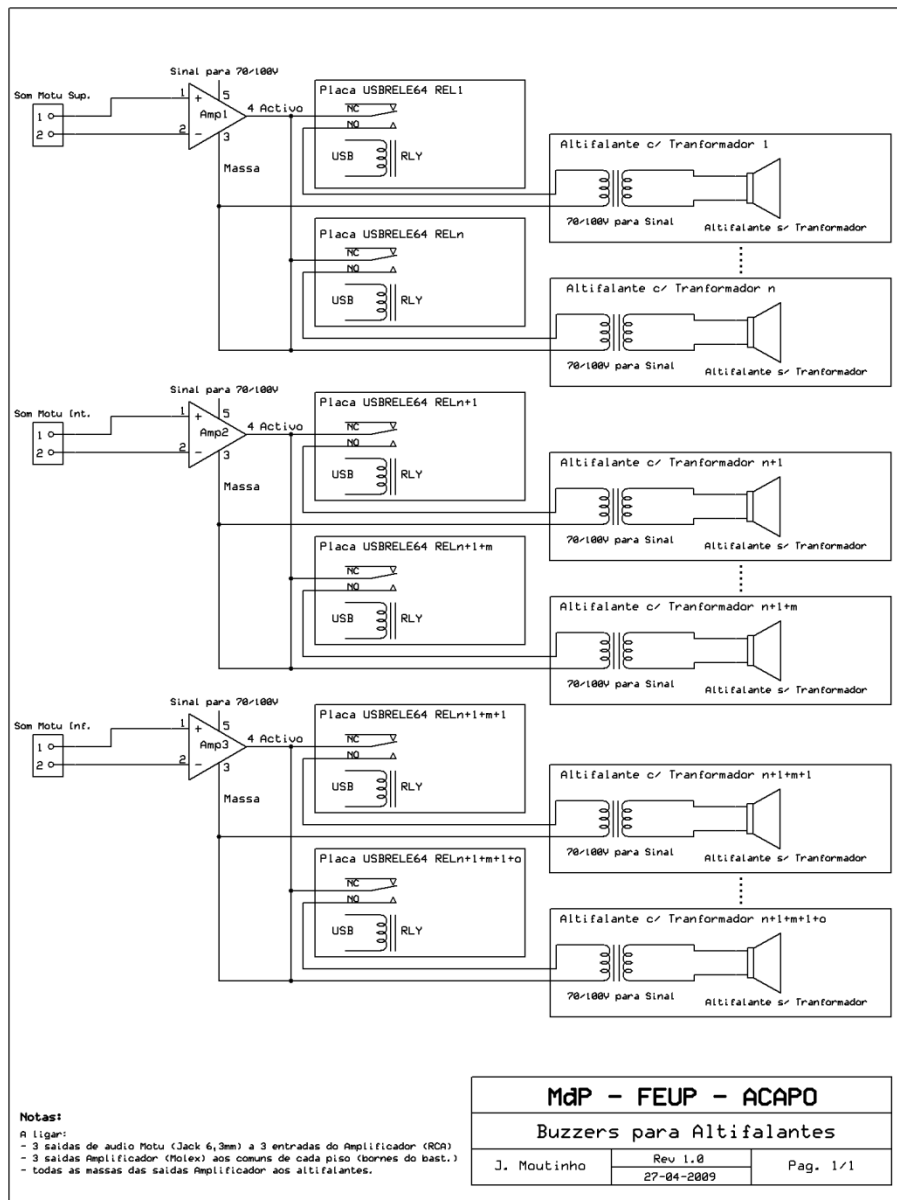 Sinal para 70/100V
Som Motu Sup.
1
2
1
+
5
Amp1
4 Activo
2
-
3
Massa
Placa USBRELE64 REL1
NC
NO
USB
RLY
Altifalante c/ Tranformador 1
70/100V para Sinal
Altifalante s/ Tranformador
Placa USBRELE64 RELn
NC
NO
USB
RLY
Altifalante c/ Tranformador n
70/100V para Sinal
Altifalante s/ Tranformador
Sinal para 70/100V
Som Motu Int.
1
2
1
+
5
Amp2
4 Activo
2
-
3
Massa
Placa USBRELE64 RELn+1
NC
NO
USB
RLY
Altifalante c/ Tranformador n+1
70/100V para Sinal
Altifalante s/ Tranformador
Placa USBRELE64 RELn+1+m
NC
NO
USB
RLY
Altifalante c/ Tranformador n+1+m
70/100V para Sinal
Altifalante s/ Tranformador
Sinal para 70/100V
Som Motu Inf.
1
2
1
+
5
Amp3
4 Activo
2
-
3
Massa
Placa USBRELE64 RELn+1+m+1
NC
NO
USB
RLY
Altifalante c/ Tranformador n+1+m+1
70/100V para Sinal
Altifalante s/ Tranformador
Placa USBRELE64 RELn+1+m+1+o
NC
NO
USB
RLY
Altifalante c/ Tranformador n+1+m+1+o
70/100V para Sinal
Altifalante s/ Tranformador
Notas:
A ligar:
- 3 saidas de audio Motu (Jack 6,3mm) a 3 entradas do Amplificador (RCA)
- 3 saidas Amplificador (Molex) aos comuns de cada piso (bornes do bast.)
- todas as massas das saidas Amplificador aos altifalantes.
MdP - FEUP - ACAPO
Buzzers para Altifalantes
J. Moutinho
Rev 1.0
27-04-2009
Pag. 1/1